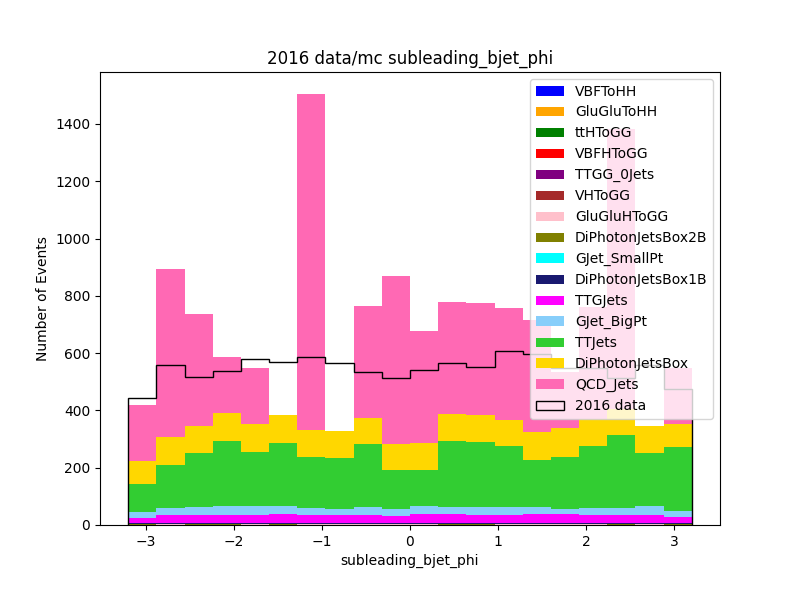 2016 data/mc subleading_bjet_phi
Number of Events
1400
1200
1000
800
600
400
200
0
−3
−2
−1
0
1
2
3
subleading_bjet_phi
VBFToHH
GluGluToHH
ttHToGG
VBFHToGG
TTGG_0Jets
VHToGG
GluGluHToGG
DiPhotonJetsBox2B
GJet_SmallPt
DiPhotonJetsBox1B
TTGJets
GJet_BigPt
TTJets
DiPhotonJetsBox
QCD_Jets
2016 data